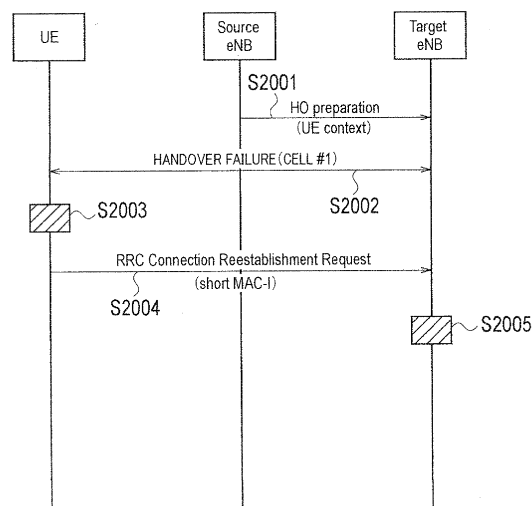 UE
Source
eNB
Target
eNB
S2001
HO preparation
(UE context)
HANDOVER FAILURE(CELL #1)
S2002
S2003
RRC Connection Reestablishment Request
(short MAC-I)
S2004
S2005